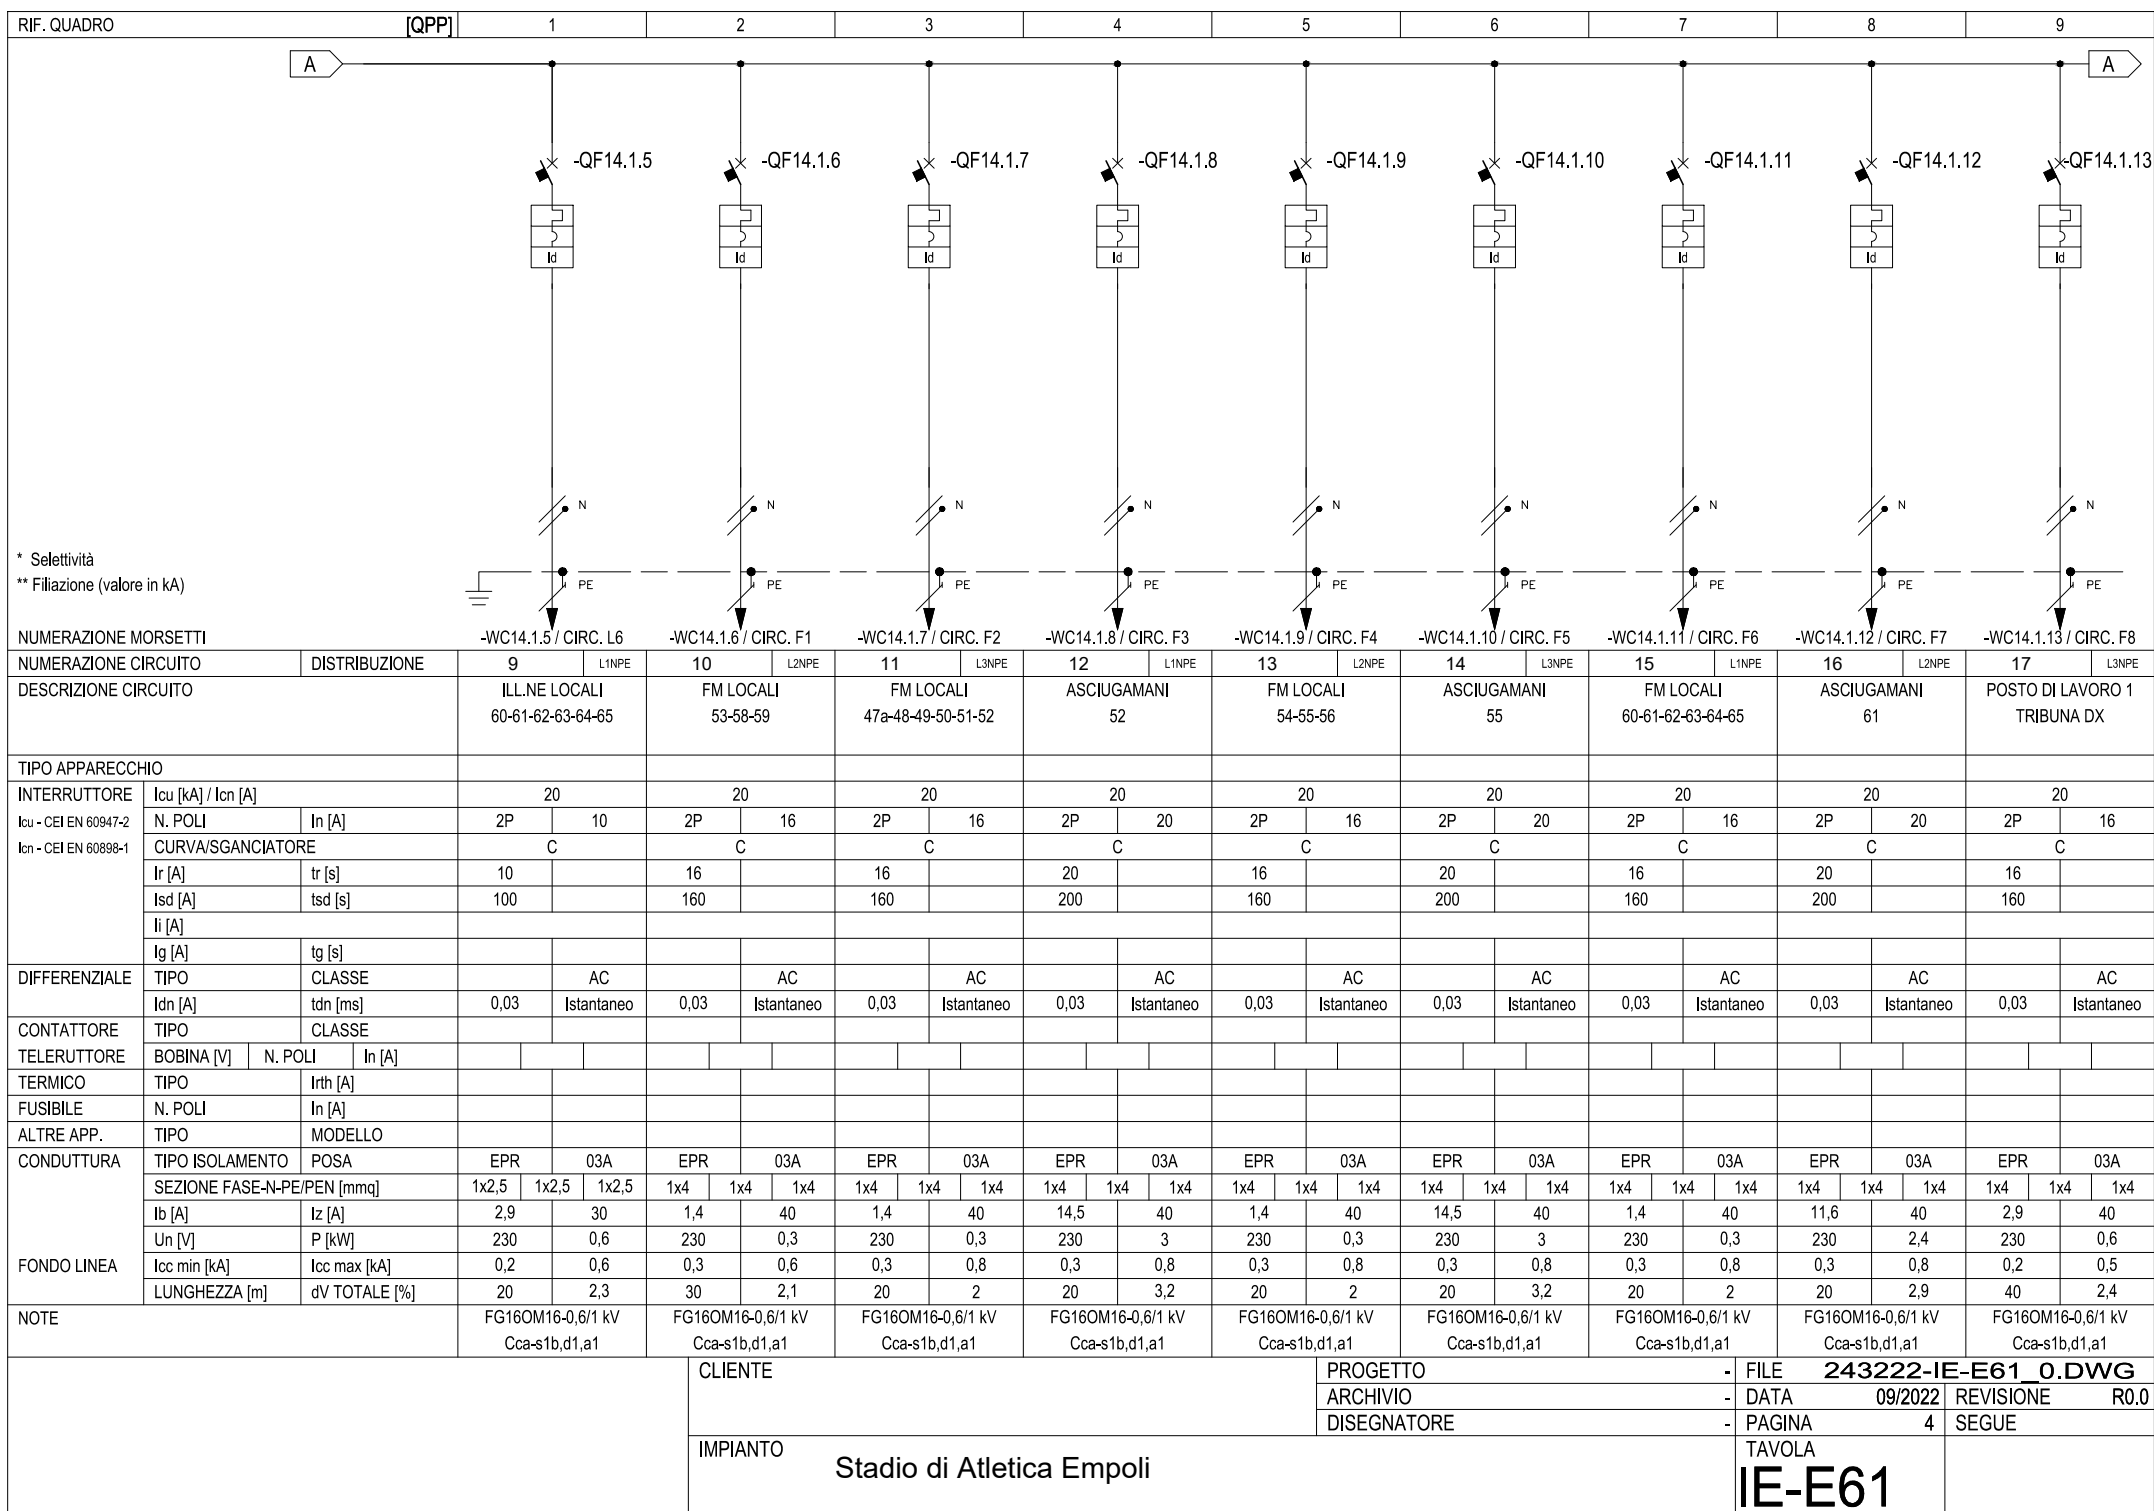 RIF. QUADRO [QPP] 1 2 3 4 5 6 7 8 9
A A
-QF14.1.5 -QF14.1.6 -QF14.1.7 -QF14.1.8 -QF14.1.9 -QF14.1.10 -QF14.1.11 -QF14.1.12 -QF14.1.13
Id Id Id Id Id Id Id Id Id
N N N N N N N N N
* Selettività
** Filiazione (valore in kA)
PE PE PE PE PE PE PE PE PE
NUMERAZIONE MORSETTI -WC14.1.5 / CIRC. L6 -WC14.1.6 / CIRC. F1 -WC14.1.7 / CIRC. F2 -WC14.1.8 / CIRC. F3 -WC14.1.9 / CIRC. F4 -WC14.1.10 / CIRC. F5 -WC14.1.11 / CIRC. F6 -WC14.1.12 / CIRC. F7 -WC14.1.13 / CIRC. F8
NUMERAZIONE CIRCUITO DISTRIBUZIONE 9 L1NPE 10 L2NPE 11 L3NPE 12 L1NPE 13 L2NPE 14 L3NPE 15 L1NPE 16 L2NPE 17 L3NPE
DESCRIZIONE CIRCUITO ILL.NE LOCALI FM LOCALI FM LOCALI ASCIUGAMANI FM LOCALI ASCIUGAMANI FM LOCALI ASCIUGAMANI POSTO DI LAVORO 1
60-61-62-63-64-65 53-58-59 47a-48-49-50-51-52 52 54-55-56 55 60-61-62-63-64-65 61 TRIBUNA DX
TIPO APPARECCHIO
INTERRUTTORE Icu [kA] / Icn [A] 20 20 20 20 20 20 20 20 20
Icu - CEI EN 60947-2 N. POLI In [A] 2P 10 2P 16 2P 16 2P 20 2P 16 2P 20 2P 16 2P 20 2P 16
Icn - CEI EN 60898-1 CURVA/SGANCIATORE C C C C C C C C C
Ir [A] tr [s] 10 16 16 20 16 20 16 20 16
Isd [A] tsd [s] 100 160 160 200 160 200 160 200 160
Ii [A]
Ig [A] tg [s]
DIFFERENZIALE TIPO CLASSE AC AC AC AC AC AC AC AC AC
Idn [A] tdn [ms] 0,03 Istantaneo 0,03 Istantaneo 0,03 Istantaneo 0,03 Istantaneo 0,03 Istantaneo 0,03 Istantaneo 0,03 Istantaneo 0,03 Istantaneo 0,03 Istantaneo
CONTATTORE TIPO CLASSE
TELERUTTORE BOBINA [V] N. POLI In [A]
TERMICO TIPO Irth [A]
FUSIBILE N. POLI In [A]
ALTRE APP. TIPO MODELLO
CONDUTTURA TIPO ISOLAMENTO POSA EPR 03A EPR 03A EPR 03A EPR 03A EPR 03A EPR 03A EPR 03A EPR 03A EPR 03A
SEZIONE FASE-N-PE/PEN [mmq] 1x2,5 1x2,5 1x2,5 1x4 1x4 1x4 1x4 1x4 1x4 1x4 1x4 1x4 1x4 1x4 1x4 1x4 1x4 1x4 1x4 1x4 1x4 1x4 1x4 1x4 1x4 1x4 1x4
Ib [A] Iz [A] 2,9 30 1,4 40 1,4 40 14,5 40 1,4 40 14,5 40 1,4 40 11,6 40 2,9 40
Un [V] P [kW] 230 0,6 230 0,3 230 0,3 230 3 230 0,3 230 3 230 0,3 230 2,4 230 0,6
FONDO LINEA Icc min [kA] Icc max [kA] 0,2 0,6 0,3 0,6 0,3 0,8 0,3 0,8 0,3 0,8 0,3 0,8 0,3 0,8 0,3 0,8 0,2 0,5
LUNGHEZZA [m] dV TOTALE [%] 20 2,3 30 2,1 20 2 20 3,2 20 2 20 3,2 20 2 20 2,9 40 2,4
NOTE FG16OM16-0,6/1 kV FG16OM16-0,6/1 kV FG16OM16-0,6/1 kV FG16OM16-0,6/1 kV FG16OM16-0,6/1 kV FG16OM16-0,6/1 kV FG16OM16-0,6/1 kV FG16OM16-0,6/1 kV FG16OM16-0,6/1 kV
Cca-s1b,d1,a1 Cca-s1b,d1,a1 Cca-s1b,d1,a1 Cca-s1b,d1,a1 Cca-s1b,d1,a1 Cca-s1b,d1,a1 Cca-s1b,d1,a1 Cca-s1b,d1,a1 Cca-s1b,d1,a1
CLIENTE PROGETTO - FILE 243222-IE-E61_0.DWG
ARCHIVIO - DATA 09/2022 REVISIONE R0.0
DISEGNATORE - PAGINA 4 SEGUE
IMPIANTO Stadio di Atletica Empoli TAVOLA
IE-E61